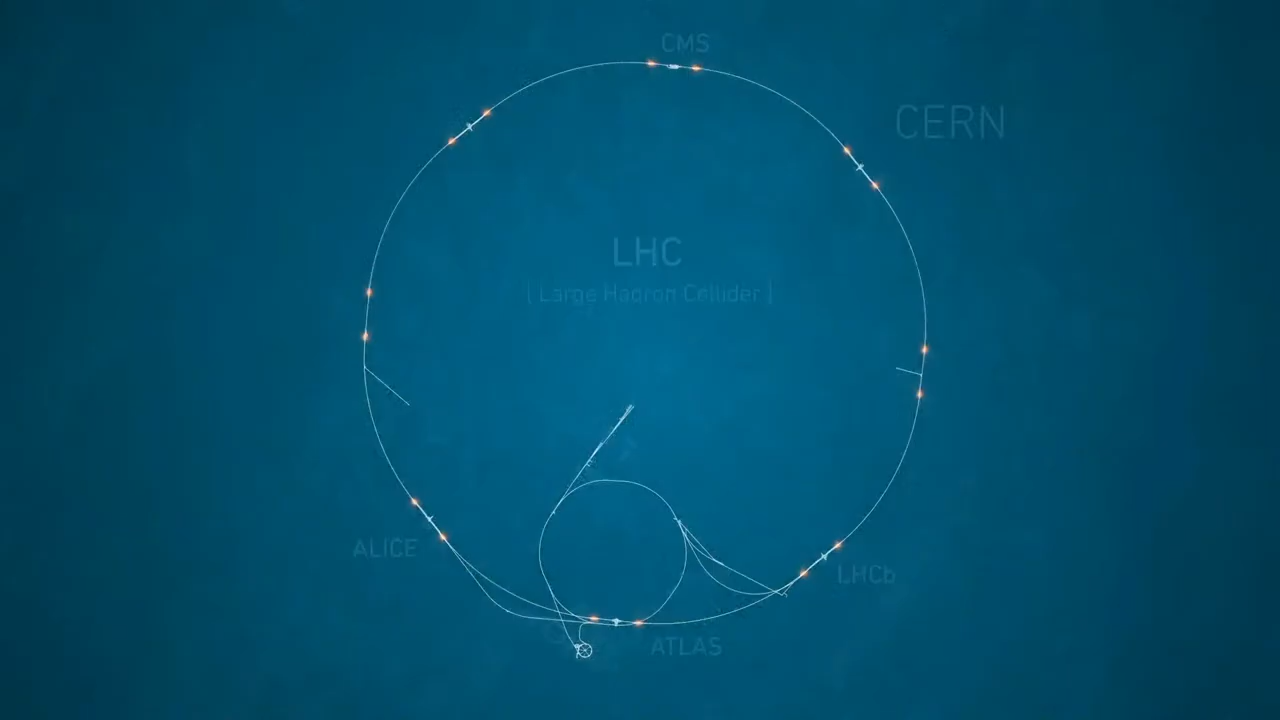 CMS
CERN
LHC
[ Large Hadron Collider ]
ALICE
LHCb
ATLAS